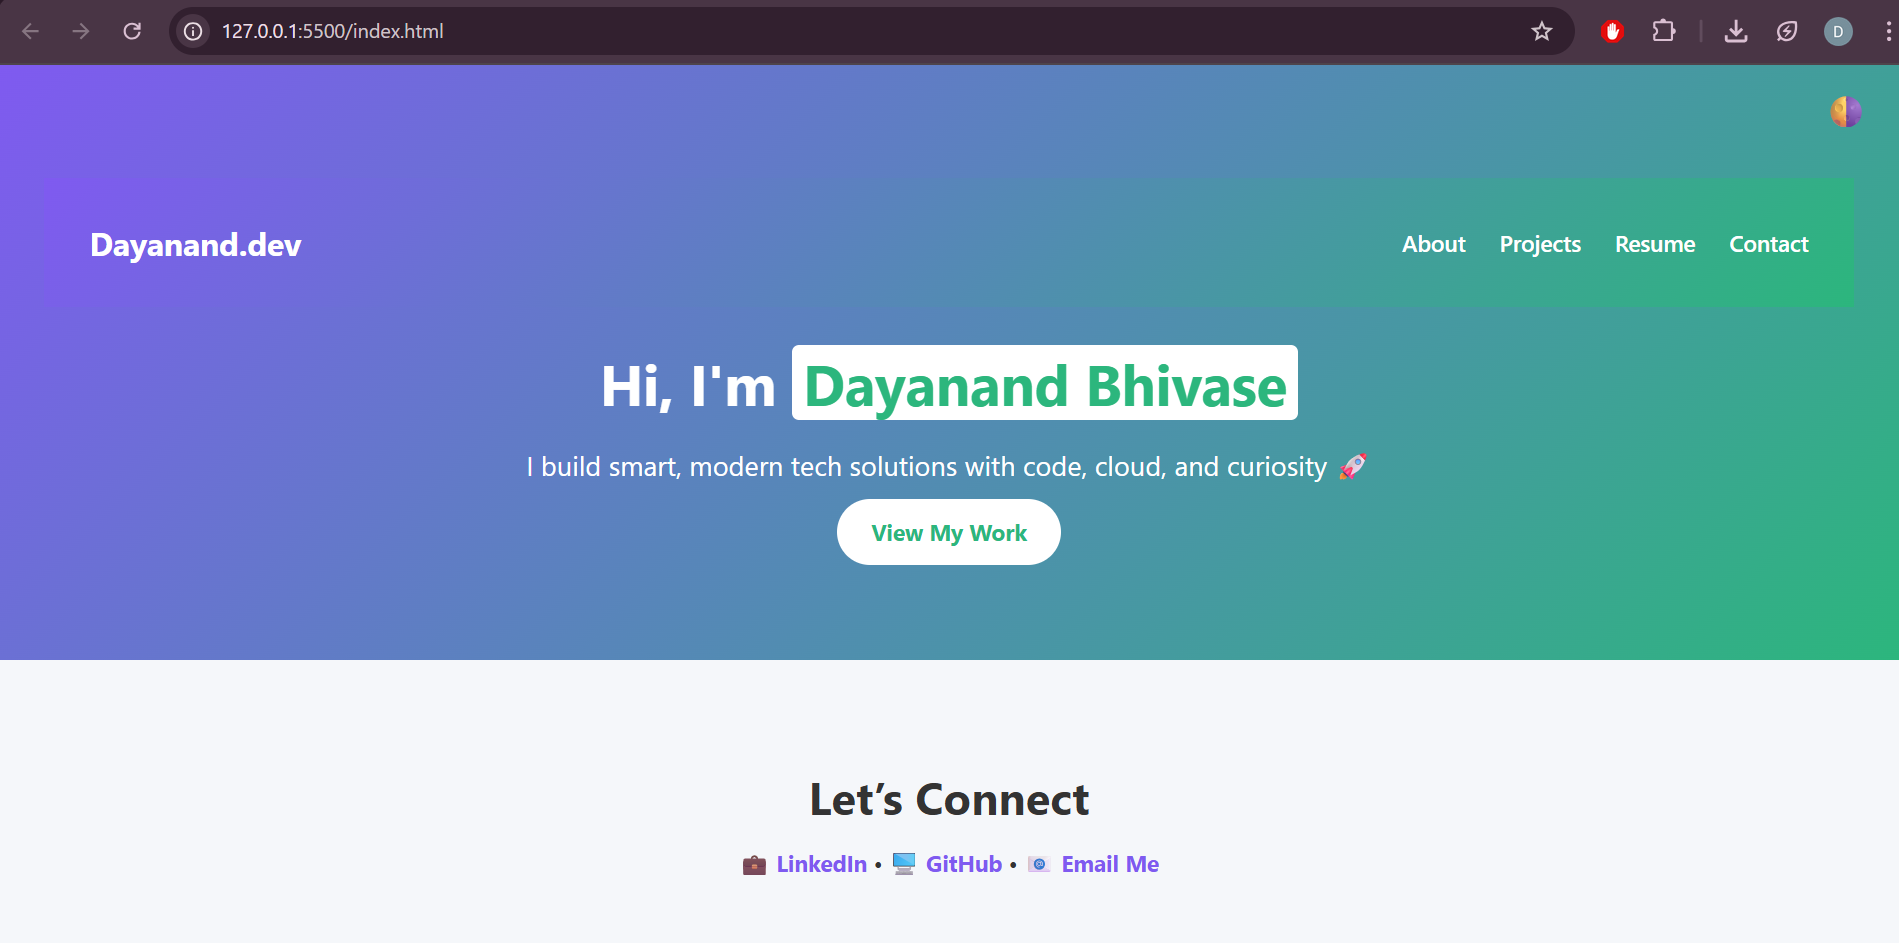 127.0.0.1:5500/index.html
D
Dayanand.dev
About Projects Resume Contact
Hi, I'm Dayanand Bhivase
I build smart, modern tech solutions with code, cloud, and curiosity 🚀
View My Work
Let’s Connect
💼 LinkedIn • 🖥️ GitHub • 📧 Email Me